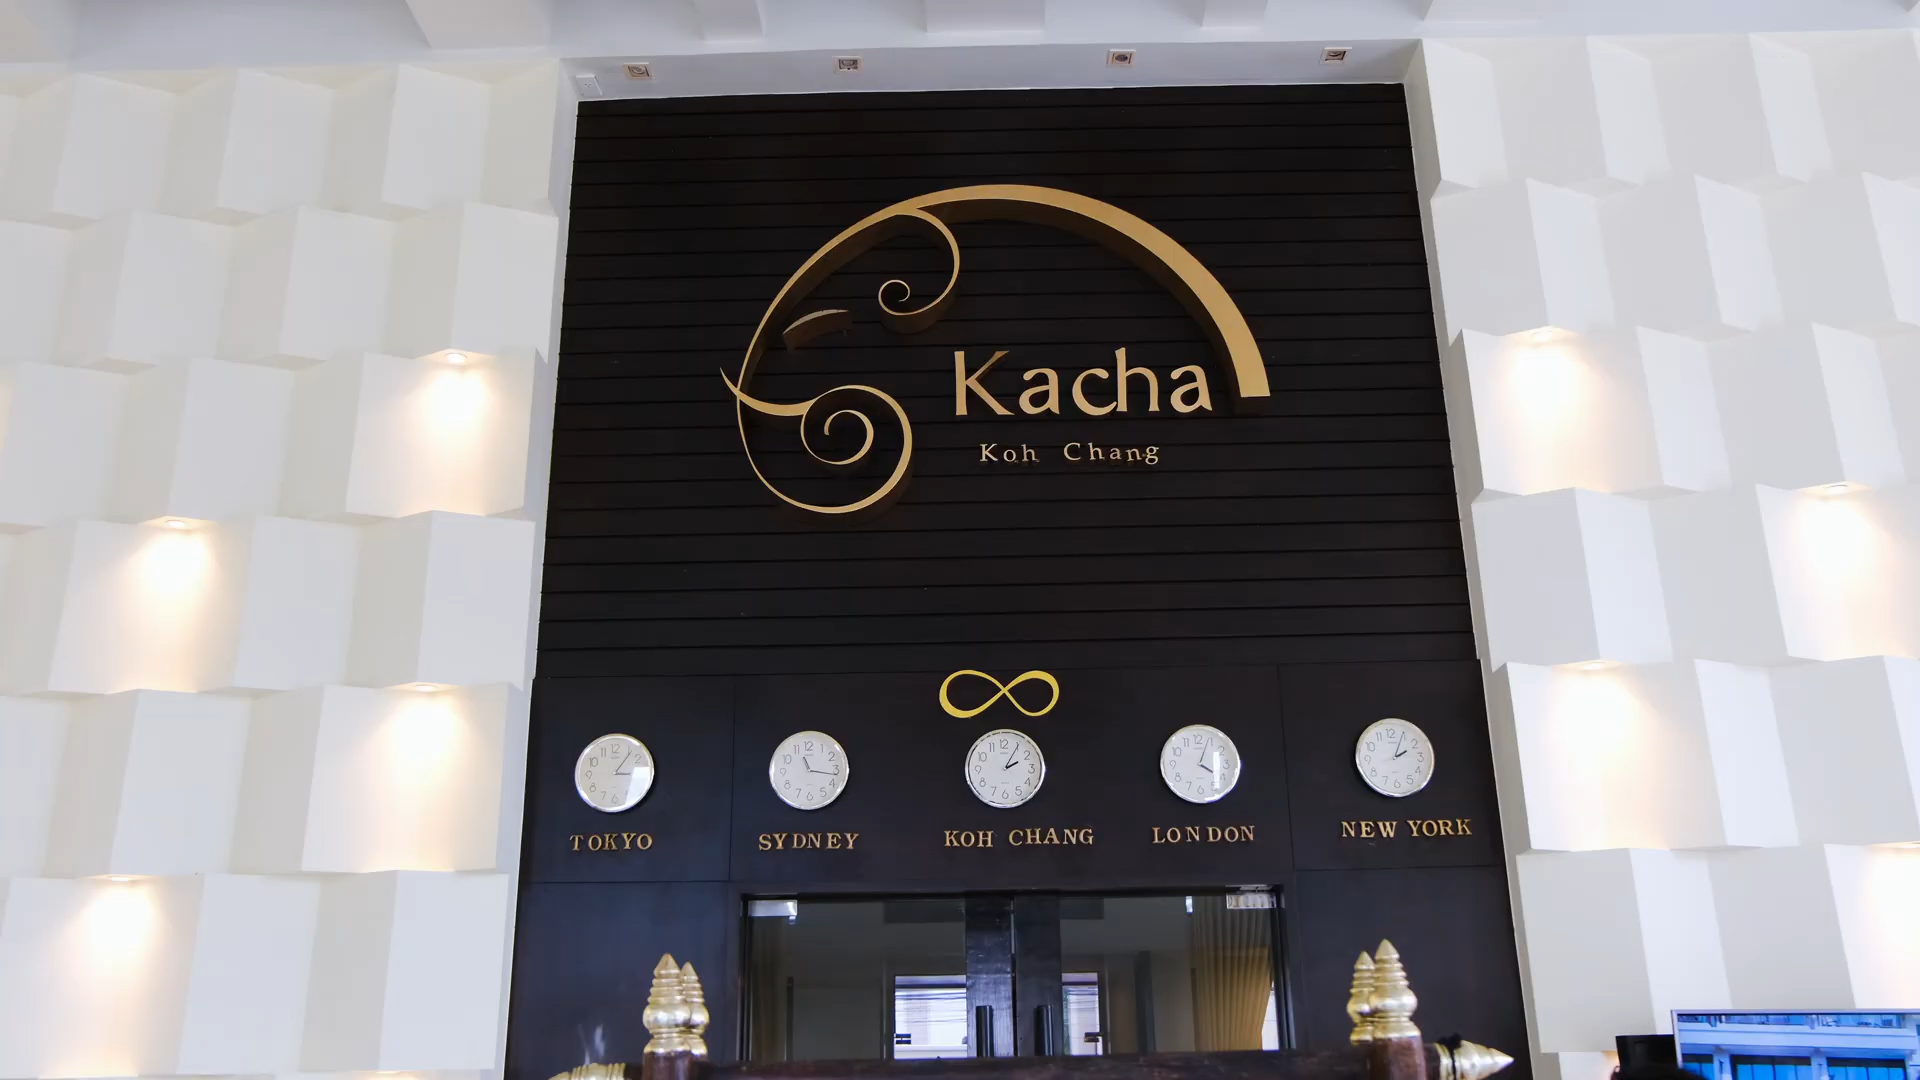 Kacha
Koh Chang
TOKYO
SYDNEY
KOH CHANG
LONDON
NEW YORK